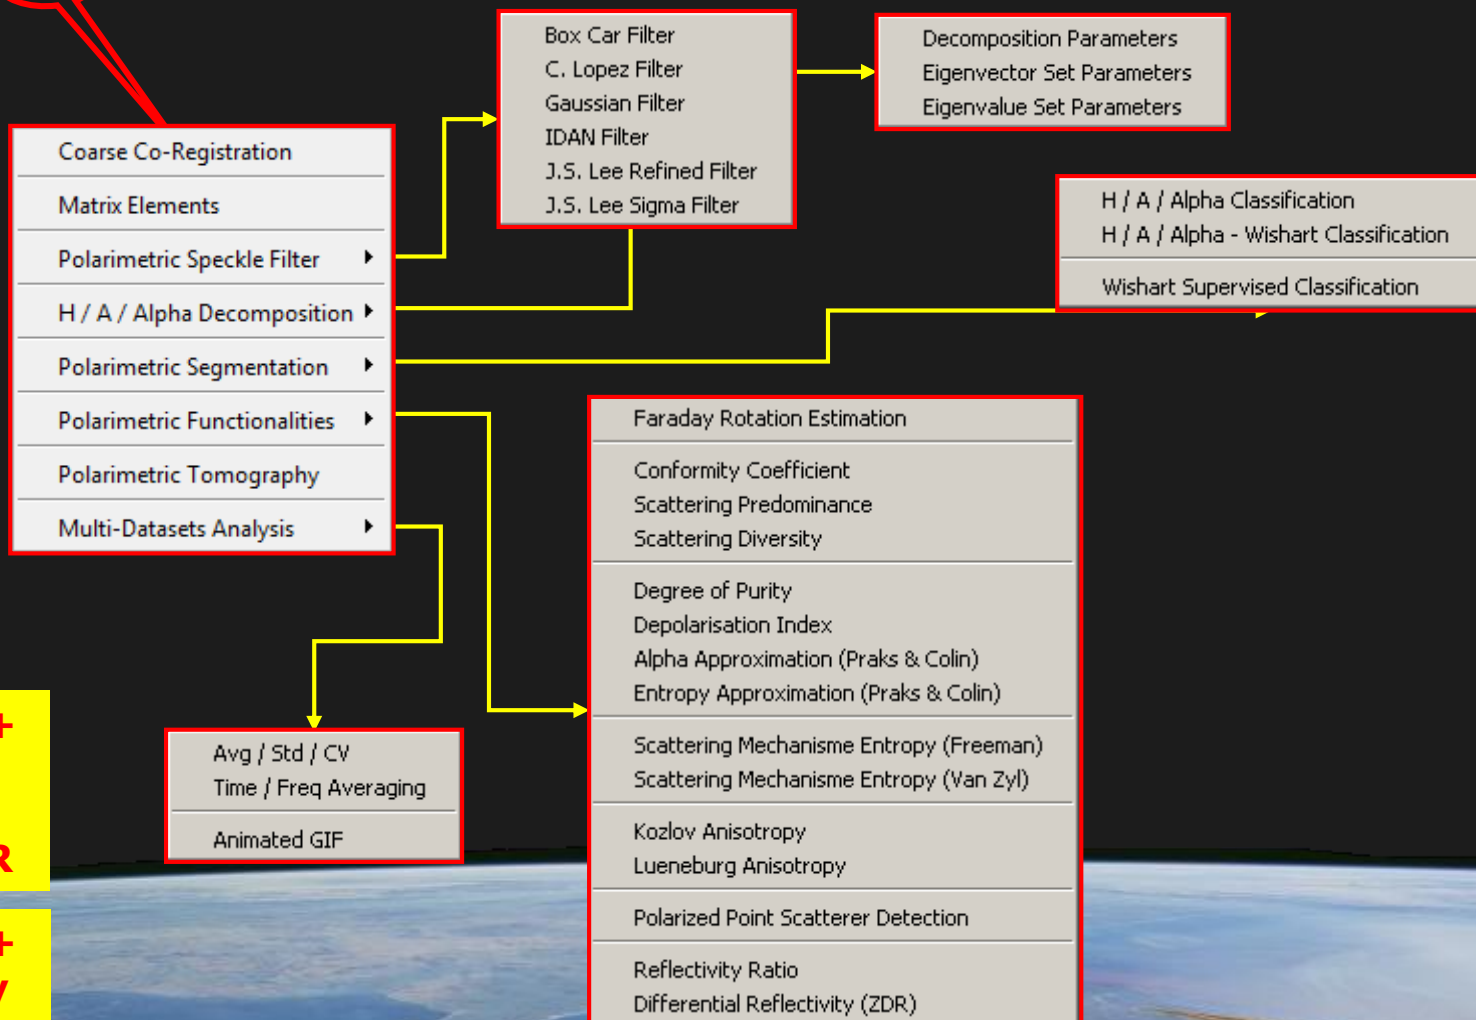 Box Car Filter
C. Lopez Filter
Gaussian Filter
IDAN Filter
J.S. Lee Refined Filter
J.S. Lee Sigma Filter
Decomposition Parameters
Eigenvector Set Parameters
Eigenvalue Set Parameters
Coarse Co-Registration
Matrix Elements
Polarimetric Speckle Filter
H / A / Alpha Decomposition
Polarimetric Segmentation
Polarimetric Functionalities
Polarimetric Tomography
Multi-Datasets Analysis
H / A / Alpha Classification
H / A / Alpha - Wishart Classification
Wishart Supervised Classification
Faraday Rotation Estimation
Conformity Coefficient
Scattering Predominance
Scattering Diversity
Degree of Purity
Depolarisation Index
Alpha Approximation (Praks & Colin)
Entropy Approximation (Praks & Colin)
Scattering Mechanisme Entropy (Freeman)
Scattering Mechanisme Entropy (Van Zyl)
Kozlov Anisotropy
Lueneburg Anisotropy
Polarized Point Scatterer Detection
Reflectivity Ratio
Differential Reflectivity (ZDR)
Avg / Std / CV
Time / Freq Averaging
Animated GIF
+
R
+